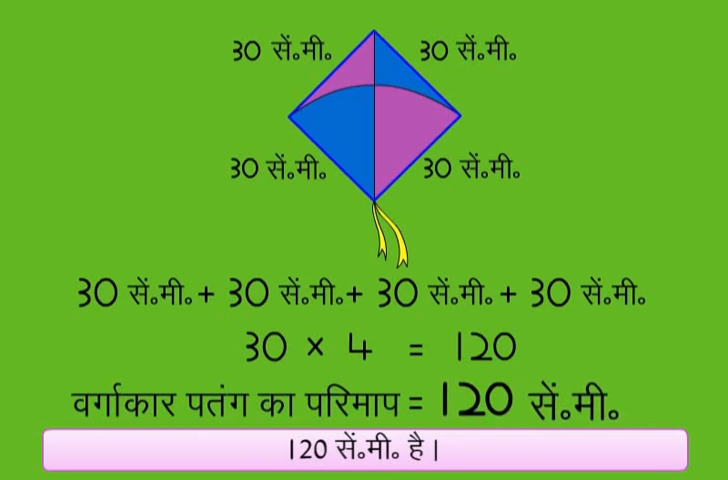 30 सें॰मी॰ 30 सें॰मी॰
30 सें॰मी॰ 30 सें॰मी॰
30 सें॰मी॰ + 30 सें॰मी॰ + 30 सें॰मी॰ + 30 सें॰मी॰
30 × 4 = 120
वर्गाकार पतंग का परिमाप = 120 सें॰मी॰
120 सें॰मी॰ है।